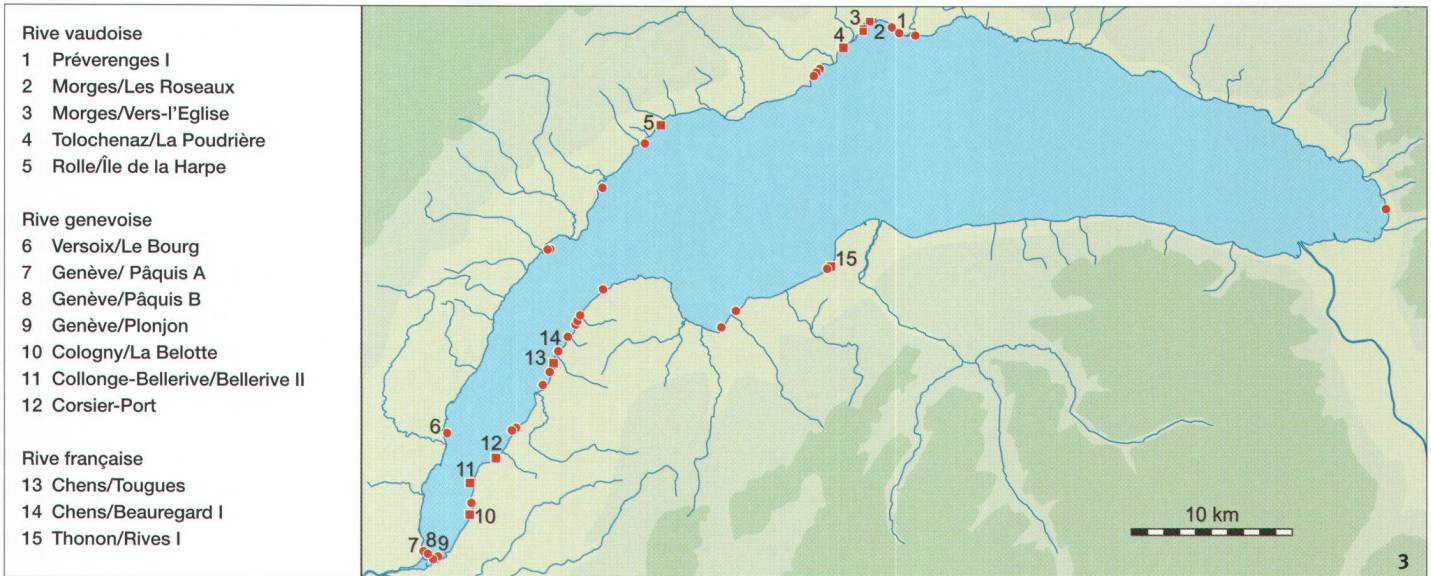 Rive vaudoise
1 Préverenges I
2 Morges/Les Roseaux
3 Morges/Vers-l'Eglise
4 Tolochenaz/La Poudrière
5 Rolle/Île de la Harpe
Rive genevoise
6 Versoix/Le Bourg
7 Genève/ Pâquis A
8 Genève/Pâquis B
9 Genève/Plonjon
10 Cologny/La Belotte
11 Collonge-Bellerive/Bellerive II
12 Corsier-Port
Rive française
13 Chens/Tougues
14 Chens/Beauregard I
15 Thonon/Rives I
3
1
4
2
5
15
14
13
6
12
11
10
7
8
9
10 km
3